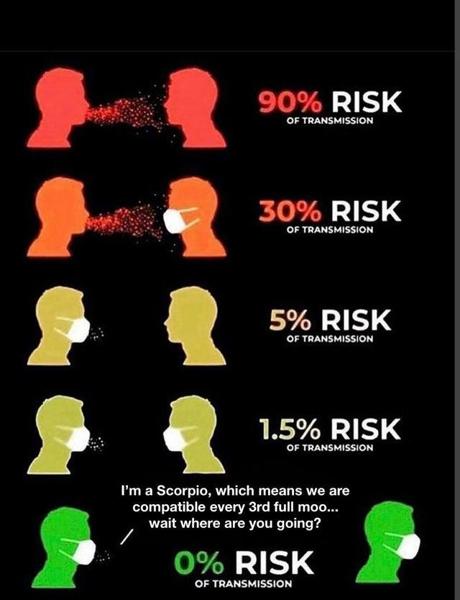 90% RISK
OF TRANSMISSION
30% RISK
OF TRANSMISSION
5% RISK
OF TRANSMISSION
1.5% RISK
OF TRANSMISSION
I'm a Scorpio, which means we are
compatible every 3rd full moo...
wait where are you going?
0% RISK
OF TRANSMISSION